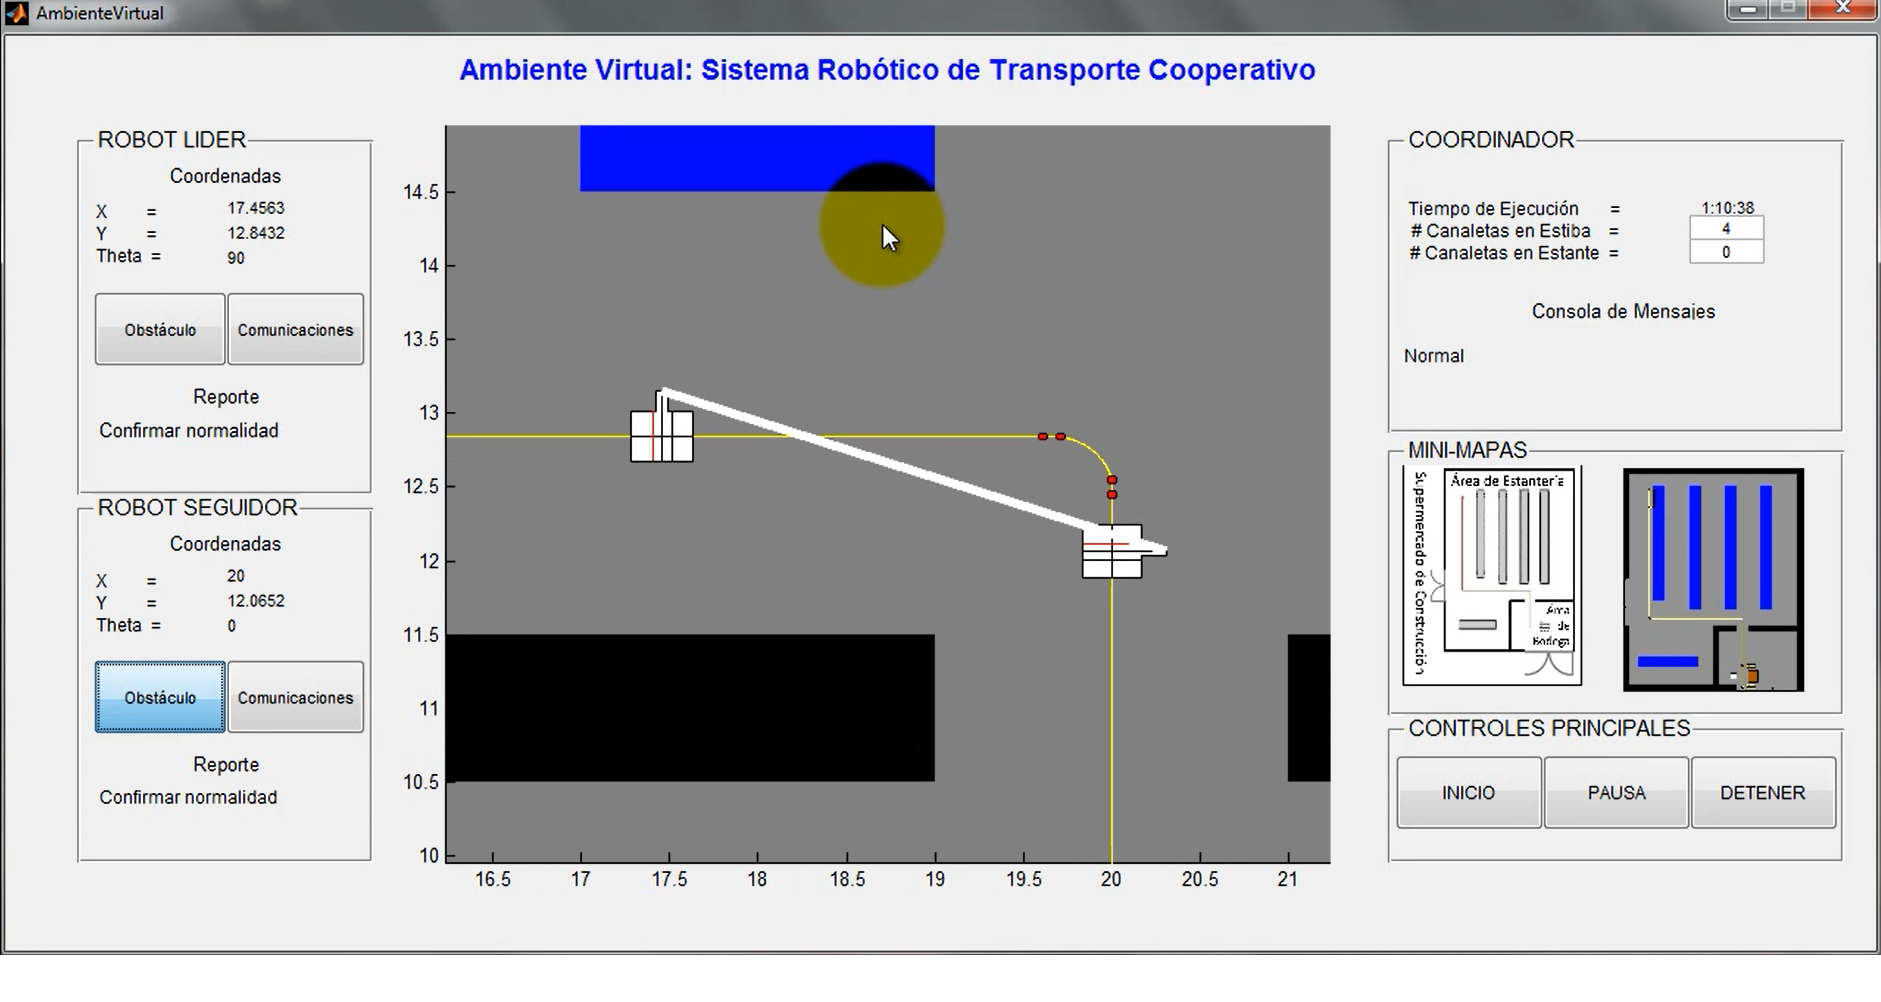 AmbienteVirtual
Ambiente Virtual: Sistema Robótico de Transporte Cooperativo
ROBOT LIDER
Coordenadas
X = 17.4563
Y = 12.8432
Theta = 90
Obstáculo
Comunicaciones
Reporte
Confirmar normalidad
ROBOT SEGUIDOR
Coordenadas
X = 20
Y = 12.0652
Theta = 0
Obstáculo
Comunicaciones
Reporte
Confirmar normalidad
14.5
14
13.5
13
12.5
12
11.5
11
10.5
10
16.5 17 17.5 18 18.5 19 19.5 20 20.5 21
COORDINADOR
Tiempo de Ejecución = 1:10:38
# Canaletas en Estiba = 4
# Canaletas en Estante = 0
Consola de Mensajes
Normal
MINI-MAPAS
Supermercado de Construcción
Área de Estantería
Área
de
Bodega
CONTROLES PRINCIPALES
INICIO
PAUSA
DETENER